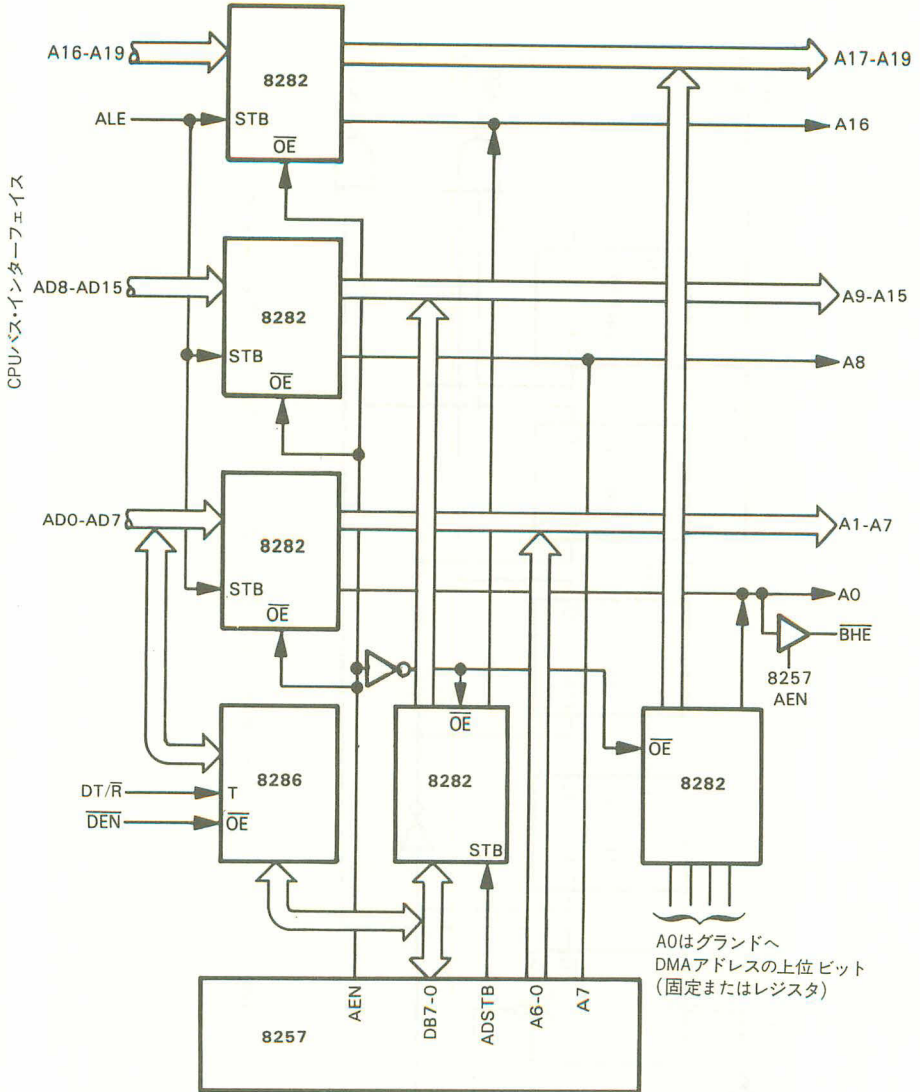 A16-A19
8282
A17-A19
ALE
STB
A16
OE
CPUバス・インターフェイス
AD8-AD15
8282
A9-A15
STB
A8
OE
AD0-AD7
8282
A1-A7
STB
A0
OE
BHE
8257
AEN
OE
OE
8286
8282
8282
DT/R
T
DEN
OE
STB
A0はグランドへ
DMAアドレスの上位ビット
(固定またはレジスタ)
AEN
DB7-0
ADSTB
A6-0
A7
8257